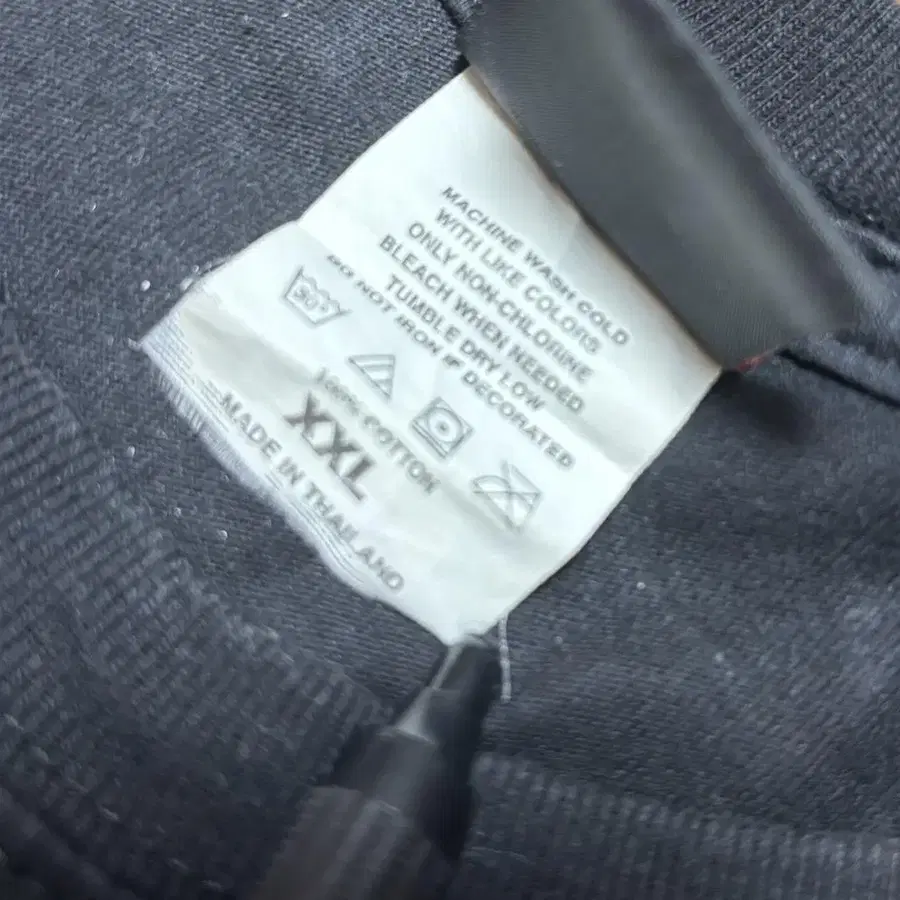 MACHINE WASH COLD
WITH LIKE COLORS
ONLY NON-CHLORINE
BLEACH WHEN NEEDED
TUMBLE DRY LOW
DO NOT IRON IF DECORATED
30°
100% COTTON
XXL
MADE IN THAILAND